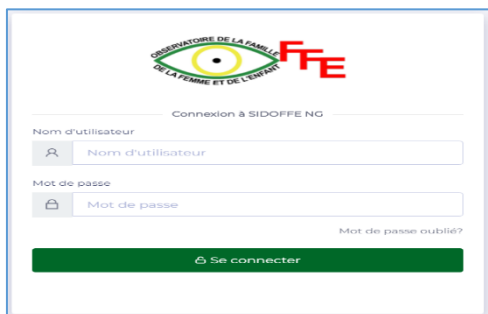 OBSERVATOIRE DE LA FAMILLE
DE LA FEMME ET DE L'ENFANT
FFE
Connexion à SIDOFFE NG
Nom d'utilisateur
Nom d'utilisateur
Mot de passe
Mot de passe
Mot de passe oublié?
Se connecter